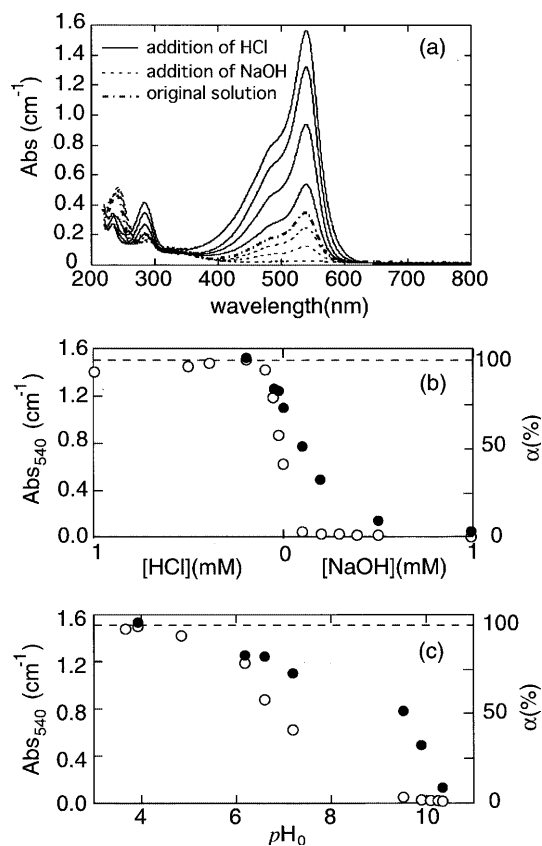 1.6
1.4
1.2
1.0
0.8
0.6
0.4
0.2
0
Abs (cm⁻¹)
addition of HCl
addition of NaOH
original solution
(a)
200 300 400 500 600 700 800
wavelength(nm)
1.6
1.2
0.8
0.4
0.0
Abs₅₄₀ (cm⁻¹)
(b)
100
50
0
α(%)
1 0 1
[HCl](mM) [NaOH](mM)
1.6
1.2
0.8
0.4
0.0
Abs₅₄₀ (cm⁻¹)
(c)
100
50
0
α(%)
4 6 8 10
pH₀